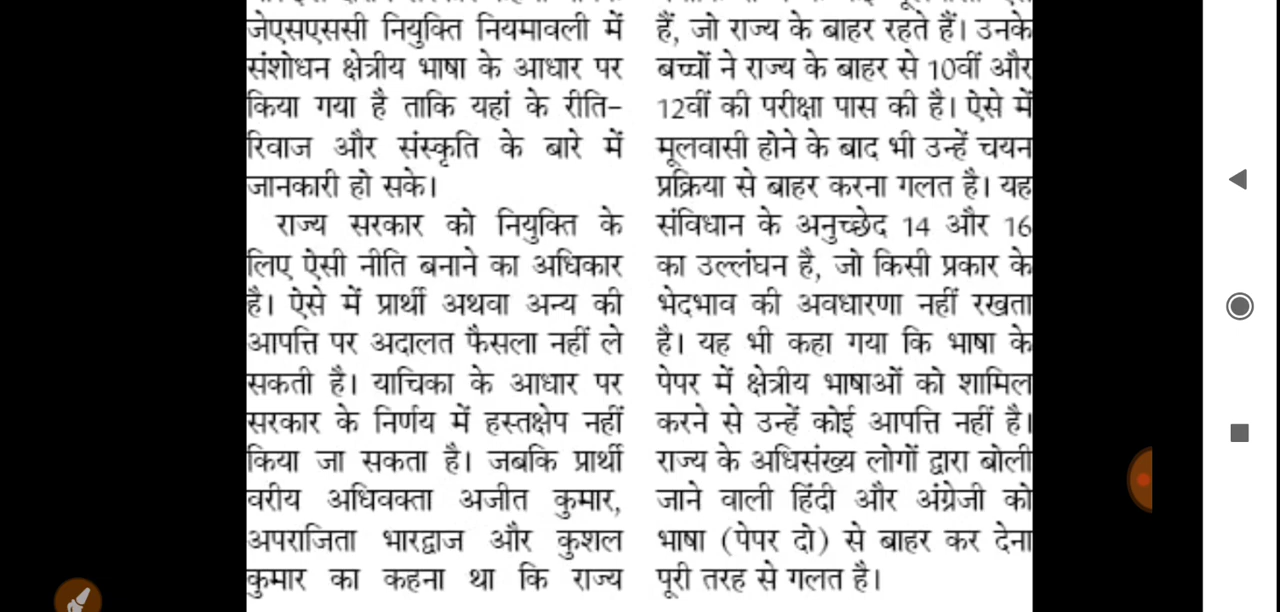 जेएसएससी नियुक्ति नियमावली में
संशोधन क्षेत्रीय भाषा के आधार पर
किया गया है ताकि यहां के रीति-
रिवाज और संस्कृति के बारे में
जानकारी हो सके।
राज्य सरकार को नियुक्ति के
लिए ऐसी नीति बनाने का अधिकार
है। ऐसे में प्रार्थी अथवा अन्य की
आपत्ति पर अदालत फैसला नहीं ले
सकती है। याचिका के आधार पर
सरकार के निर्णय में हस्तक्षेप नहीं
किया जा सकता है। जबकि प्रार्थी
वरीय अधिवक्ता अजीत कुमार,
अपराजिता भारद्वाज और कुशल
कुमार का कहना था कि राज्य
हैं, जो राज्य के बाहर रहते हैं। उनके
बच्चों ने राज्य के बाहर से 10वीं और
12वीं की परीक्षा पास की है। ऐसे में
मूलवासी होने के बाद भी उन्हें चयन
प्रक्रिया से बाहर करना गलत है। यह
संविधान के अनुच्छेद 14 और 16
का उल्लंघन है, जो किसी प्रकार के
भेदभाव की अवधारणा नहीं रखता
है। यह भी कहा गया कि भाषा के
पेपर में क्षेत्रीय भाषाओं को शामिल
करने से उन्हें कोई आपत्ति नहीं है।
राज्य के अधिसंख्य लोगों द्वारा बोली
जाने वाली हिंदी और अंग्रेजी को
भाषा (पेपर दो) से बाहर कर देना
पूरी तरह से गलत है।